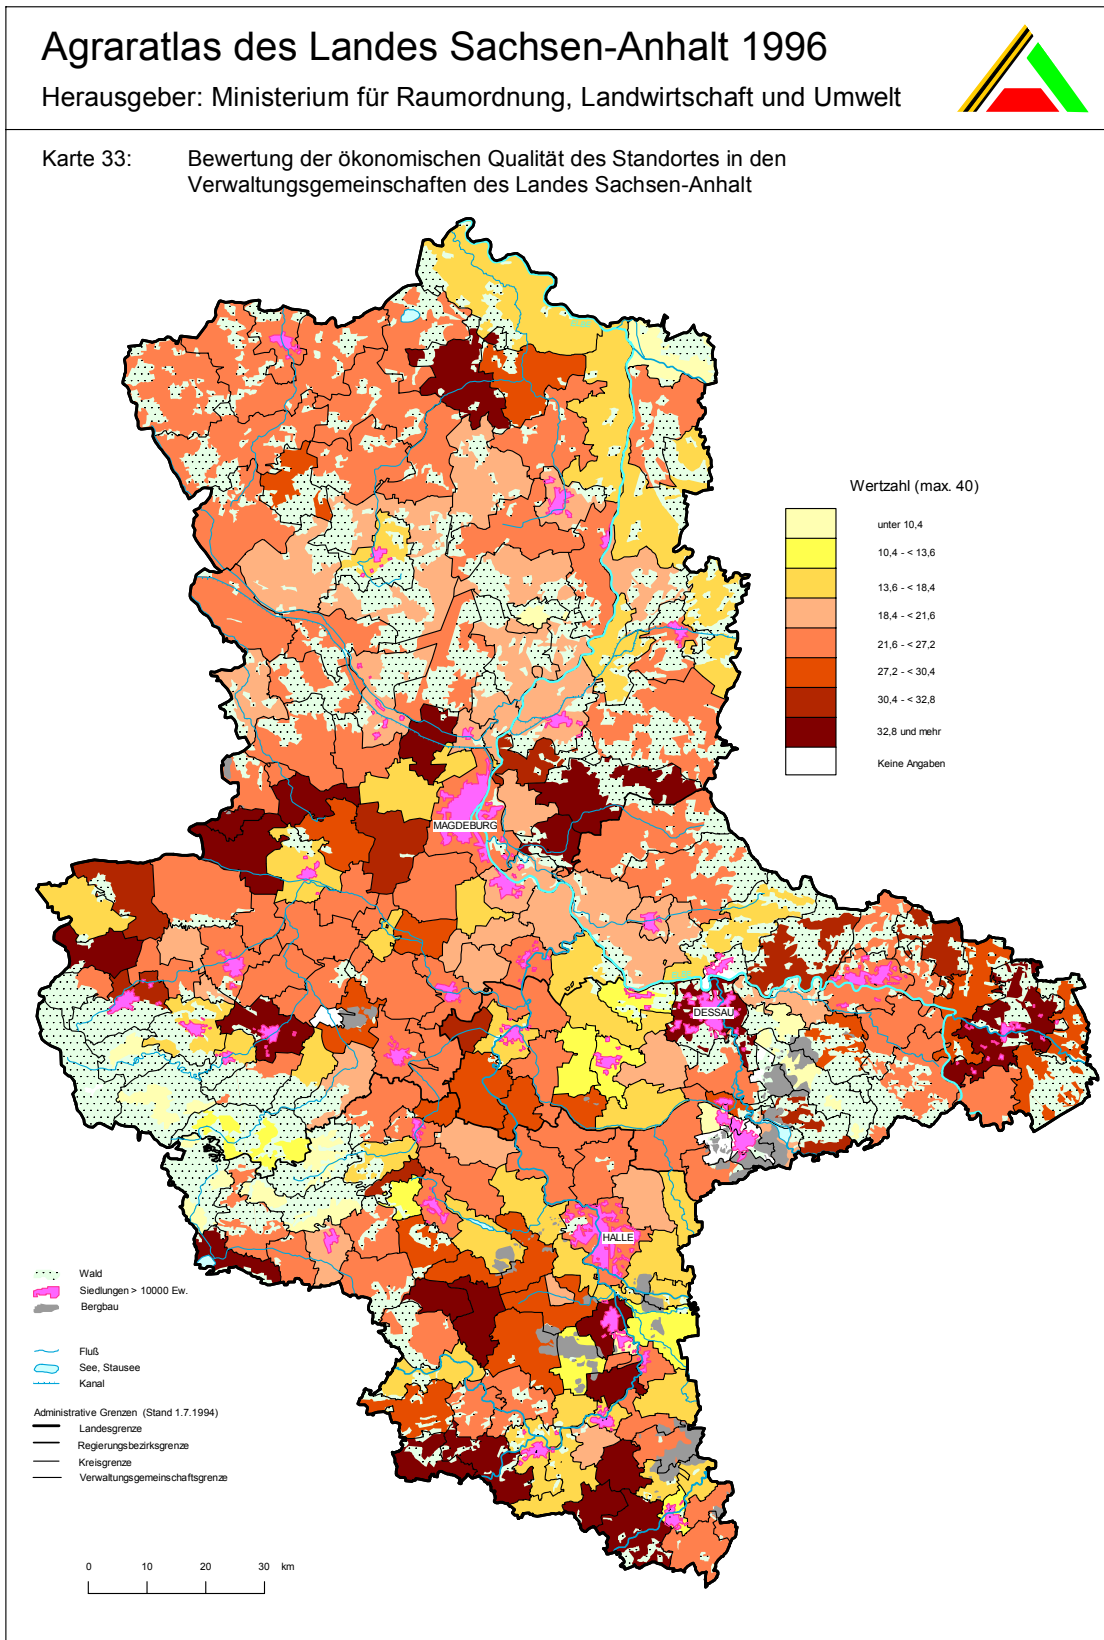 Agraratlas des Landes Sachsen-Anhalt 1996
Herausgeber: Ministerium für Raumordnung, Landwirtschaft und Umwelt
Karte 33: Bewertung der ökonomischen Qualität des Standortes in den
Verwaltungsgemeinschaften des Landes Sachsen-Anhalt
Wertzahl (max. 40)
unter 10,4
10,4 - < 13,6
13,6 - < 18,4
18,4 - < 21,6
21,6 - < 27,2
27,2 - < 30,4
30,4 - < 32,8
32,8 und mehr
Keine Angaben
MAGDEBURG
DESSAU
HALLE
Wald
Siedlungen > 10000 Ew.
Bergbau
Fluß
See, Stausee
Kanal
Administrative Grenzen (Stand 1.7.1994)
Landesgrenze
Regierungsbezirksgrenze
Kreisgrenze
Verwaltungsgemeinschaftsgrenze
0 10 20 30 km